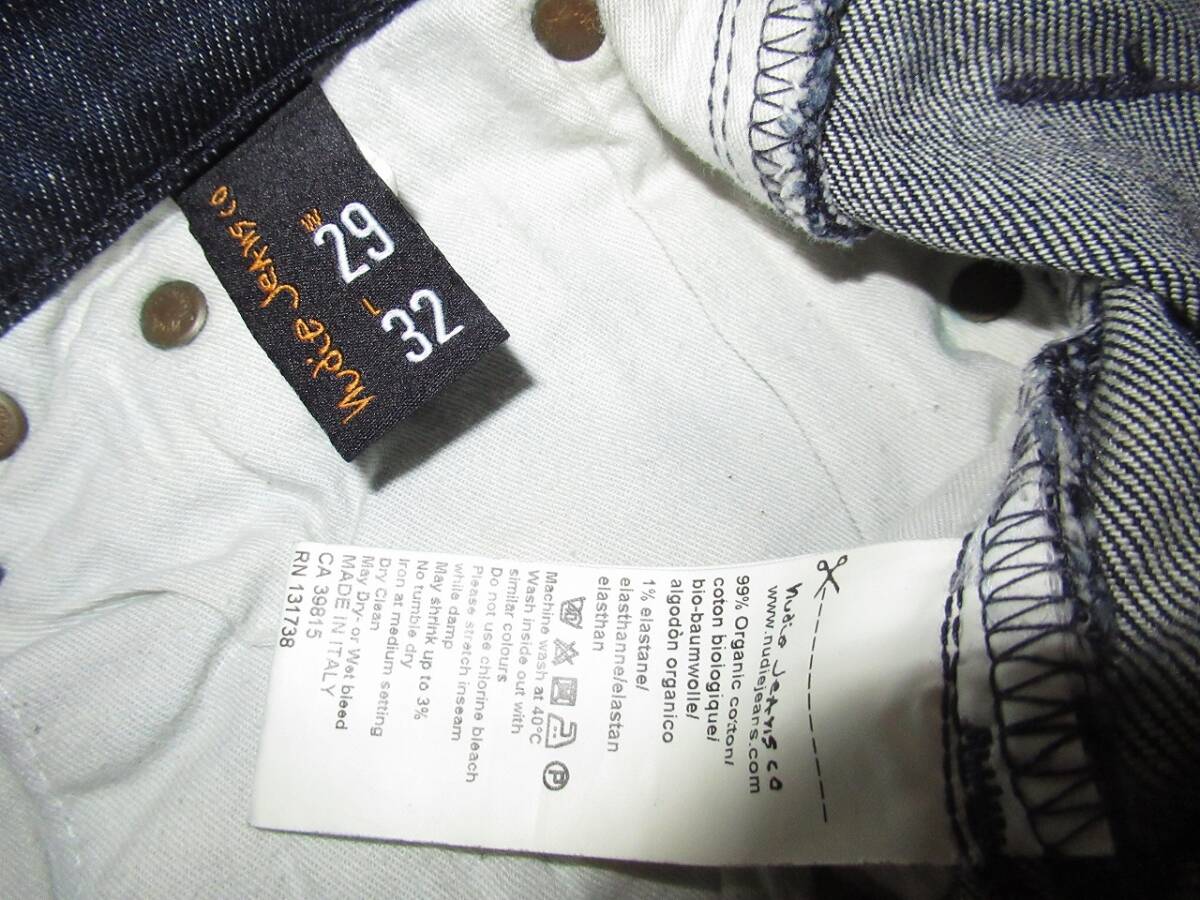 Nudie Jeans co
W
29
L
32
Nudie Jeans co
www.nudiejeans.com
99% Organic cotton/
coton biologique/
bio-baumwolle/
algodòn organico
1% elastane/
elasthanne/elastan
elasthan
Machine wash at 40°C
Wash inside out with
similar colours
Do not use chlorine bleach
Please stretch inseam
while damp
May shrink up to 3%
No tumble dry
Iron at medium setting
Dry Clean
May Dry- or Wet bleed
MADE IN ITALY
CA 39815
RN 131738